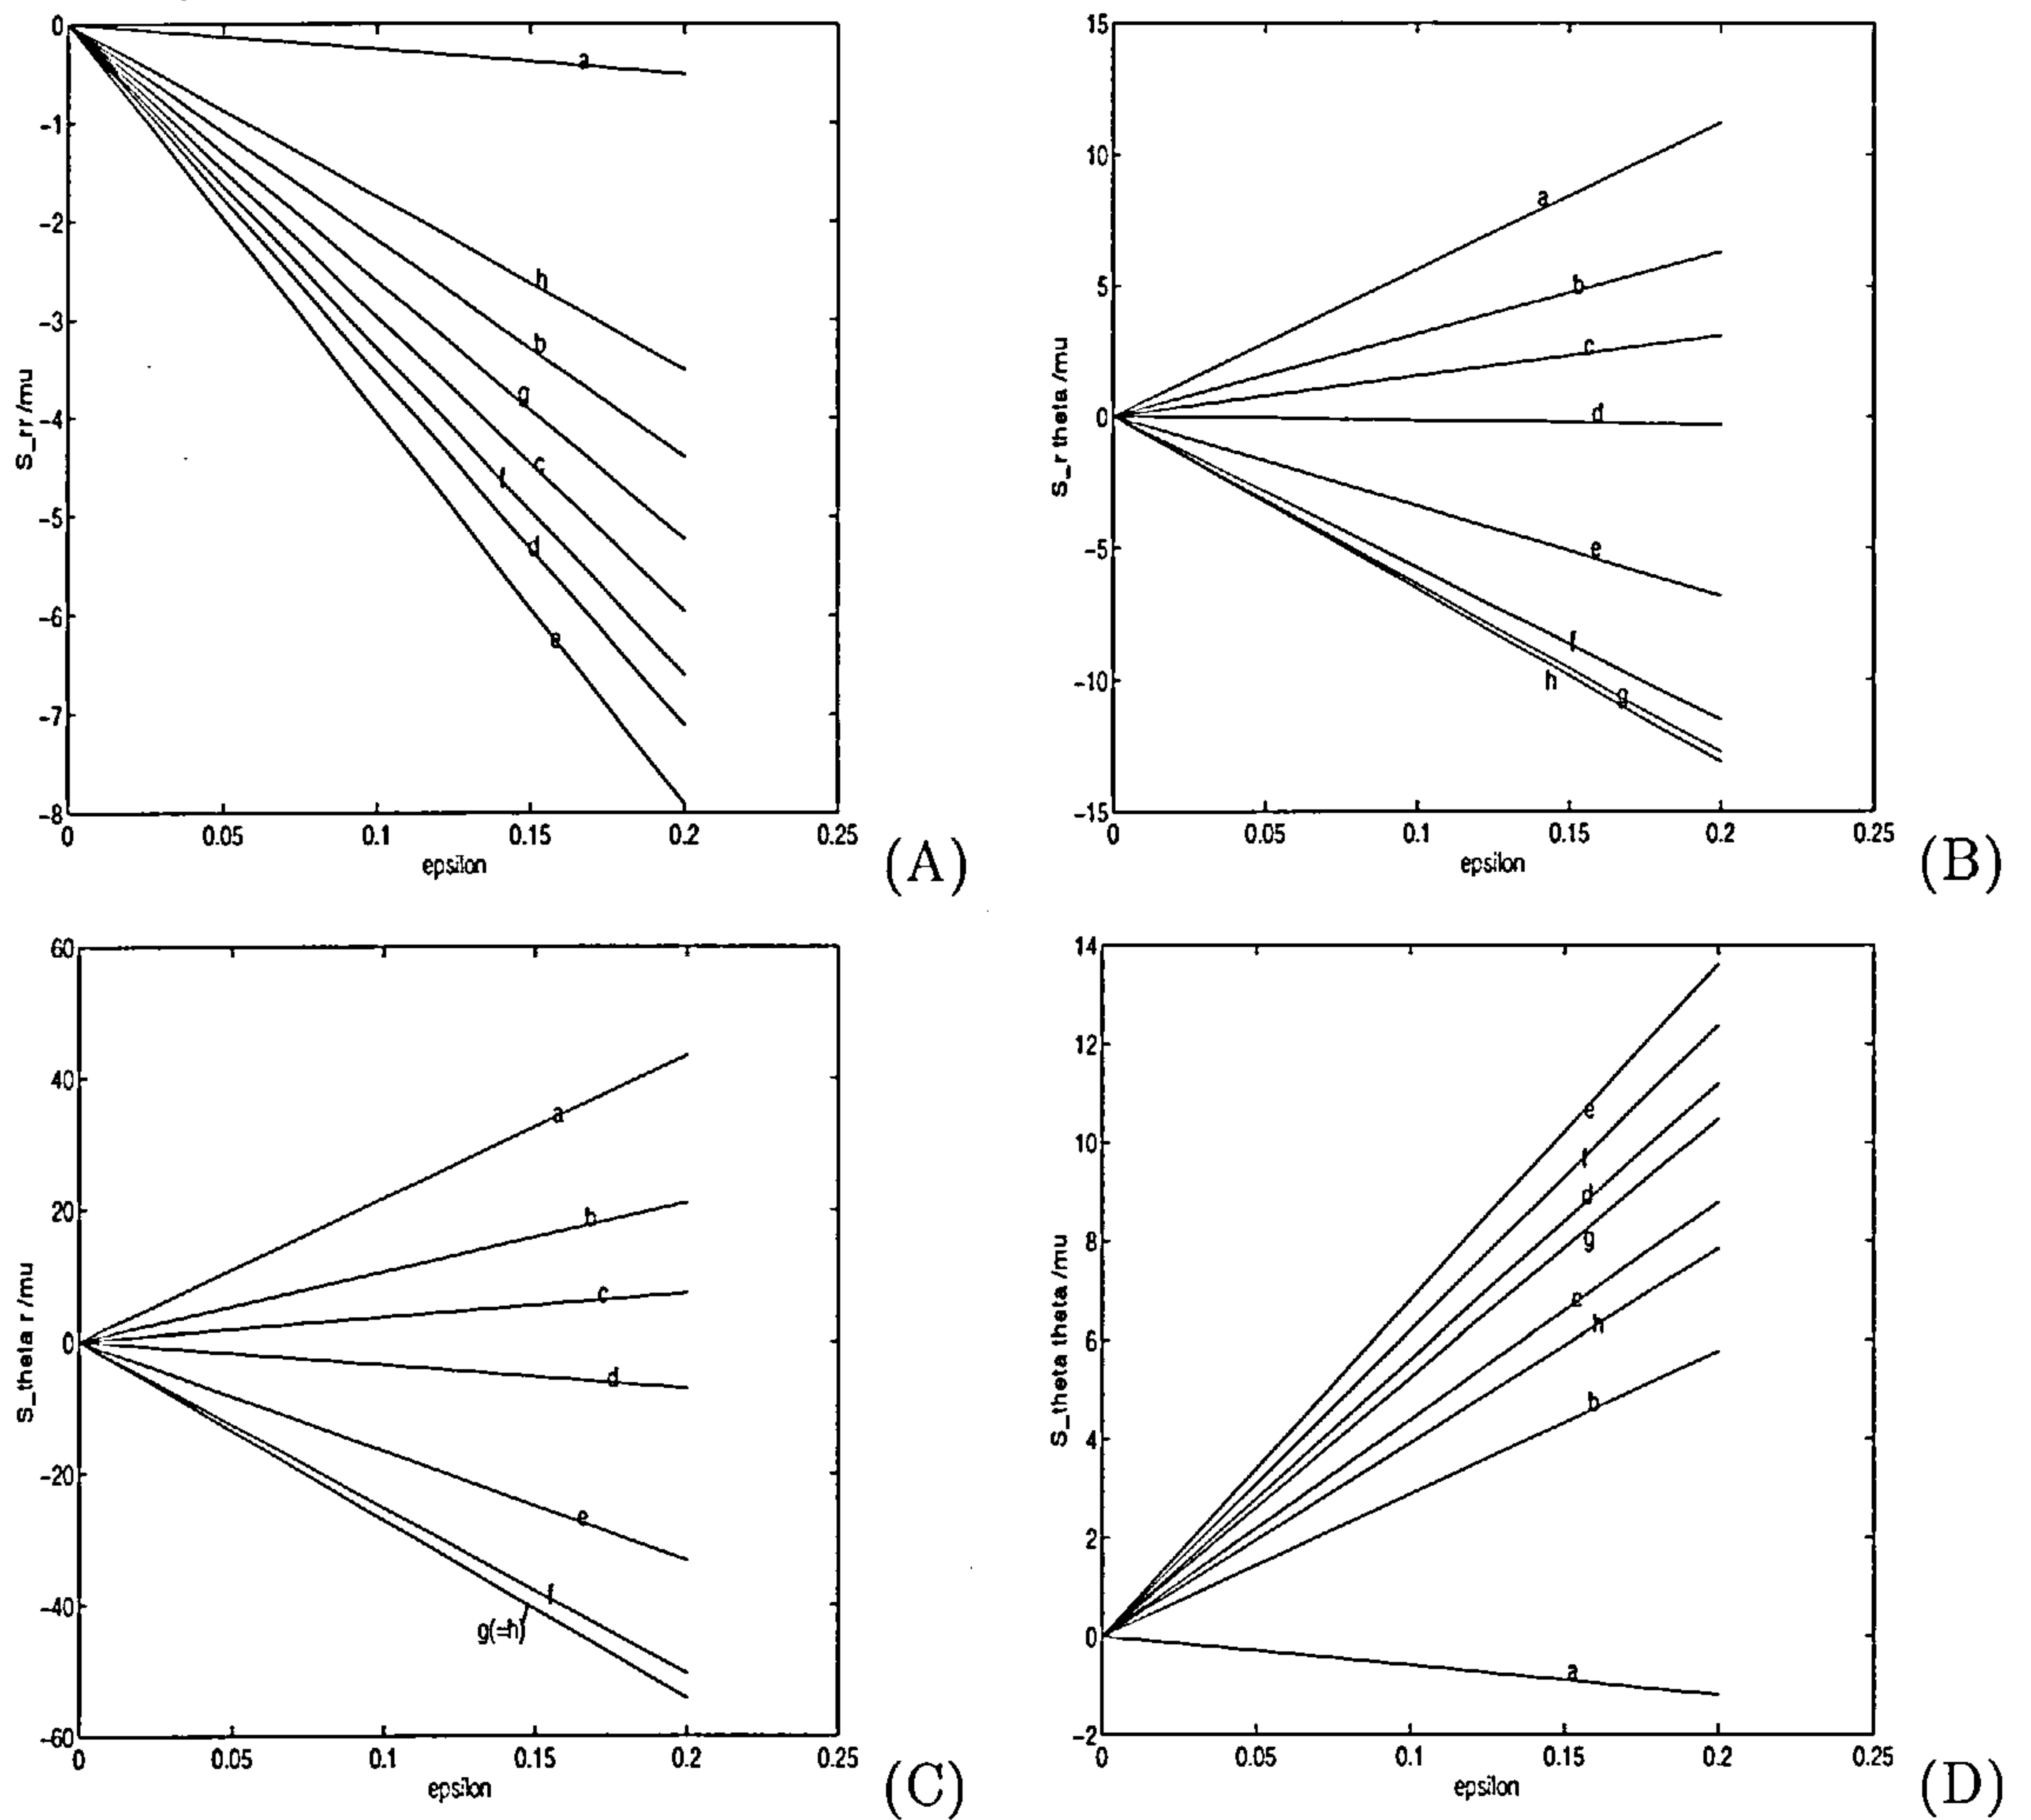 0
-1
-2
-3
-4
-5
-6
-7
-8
S_rr /mu
a
h
b
g
c
f
d
e
0 0.05 0.1 0.15 0.2 0.25
epsilon
(A)
15
10
5
0
-5
-10
-15
S_r theta /mu
a
b
c
d
e
f
g
h
0 0.05 0.1 0.15 0.2 0.25
epsilon
(B)
60
40
20
0
-20
-40
-60
S_theta r /mu
a
b
c
d
e
f
g(=h)
0 0.05 0.1 0.15 0.2 0.25
epsilon
(C)
14
12
10
8
6
4
2
0
-2
S_theta theta /mu
e
f
d
g
e
h
b
a
0 0.05 0.1 0.15 0.2 0.25
epsilon
(D)